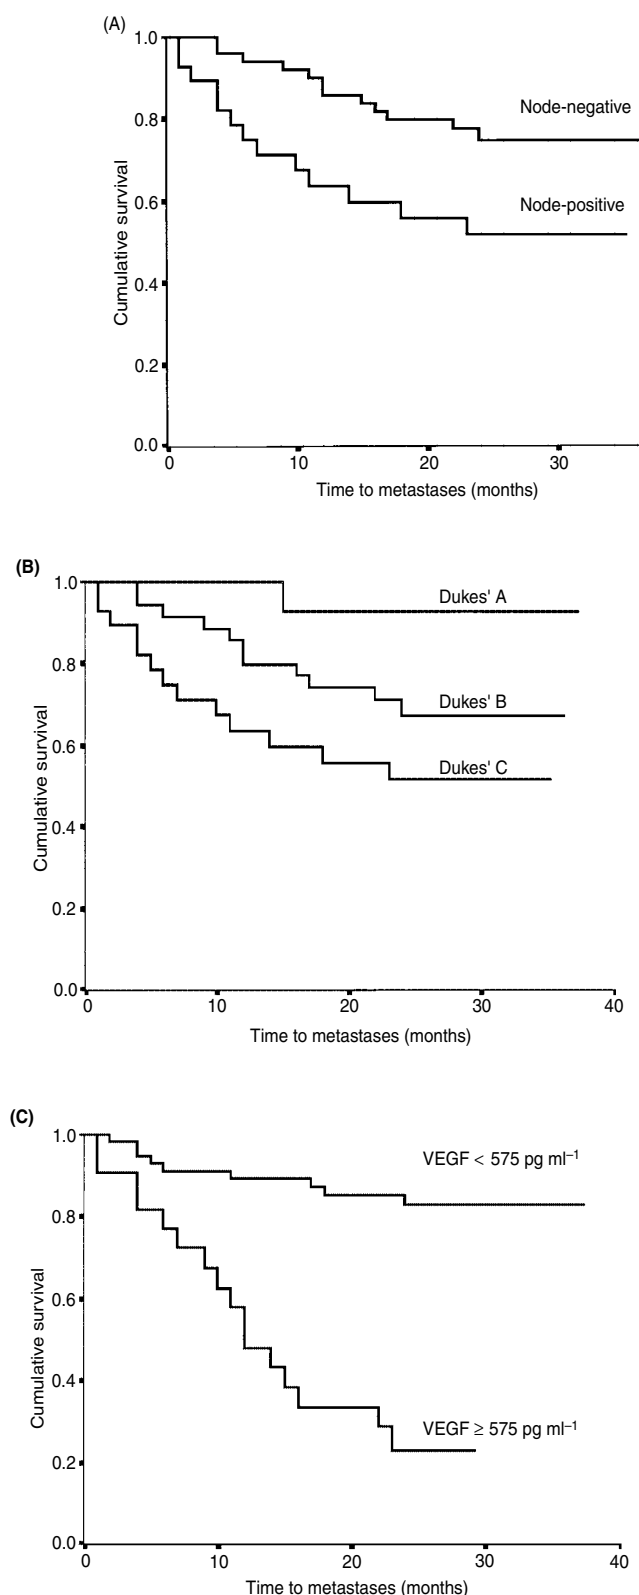 (A)
1.0
0.8
0.6
0.4
0.2
0.0
Cumulative survival
Node-negative
Node-positive
0 10 20 30
Time to metastases (months)
(B)
1.0
0.8
0.6
0.4
0.2
0.0
Cumulative survival
Dukes' A
Dukes' B
Dukes' C
0 10 20 30 40
Time to metastases (months)
(C)
1.0
0.8
0.6
0.4
0.2
0.0
Cumulative survival
VEGF < 575 pg ml⁻¹
VEGF ≥ 575 pg ml⁻¹
0 10 20 30 40
Time to metastases (months)